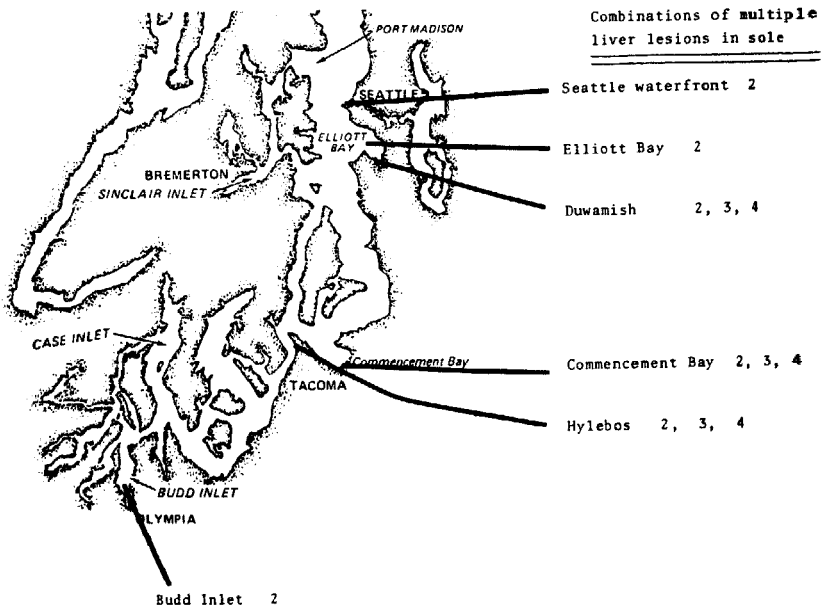 Combinations of multiple
liver lesions in sole
PORT MADISON
SEATTLE
Seattle waterfront 2
ELLIOTT
BAY
Elliott Bay 2
BREMERTON
SINCLAIR INLET
Duwamish 2, 3, 4
CASE INLET
Commencement Bay
Commencement Bay 2, 3, 4
TACOMA
Hylebos 2, 3, 4
BUDD INLET
OLYMPIA
Budd Inlet 2